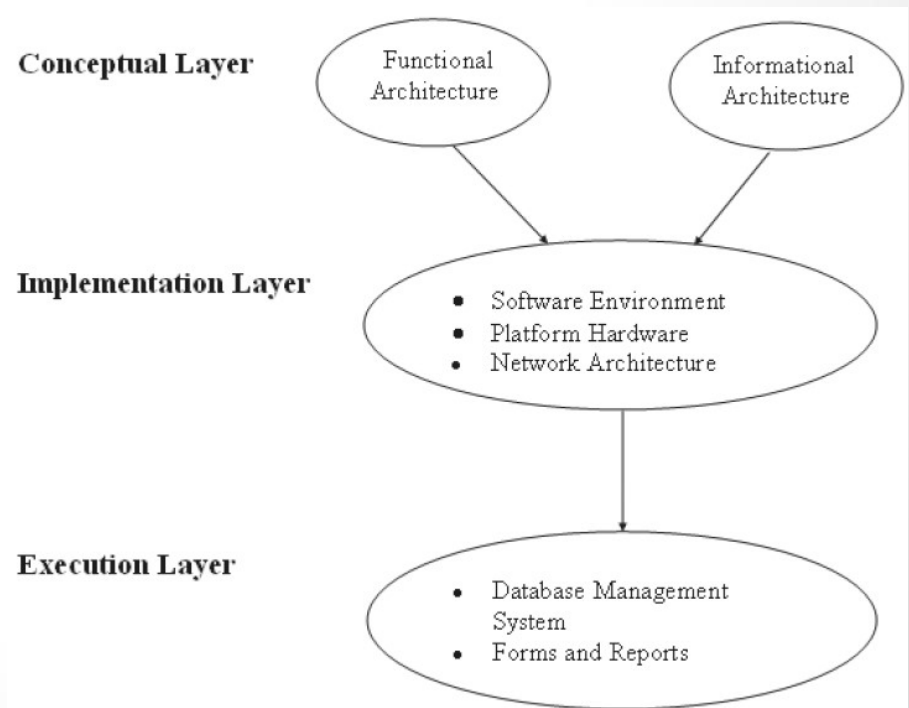 Conceptual Layer
Functional
Architecture
Informational
Architecture
Implementation Layer
• Software Environment
• Platform Hardware
• Network Architecture
Execution Layer
• Database Management
System
• Forms and Reports